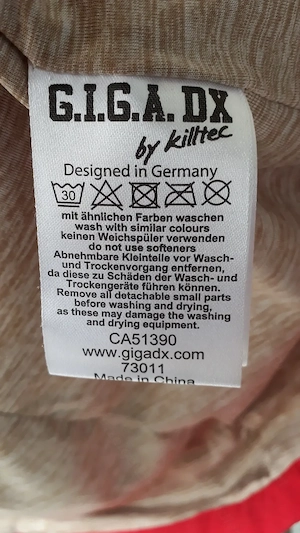 G.I.G.A. DX
by killtec
Designed in Germany
30
mit ähnlichen Farben waschen
wash with similar colours
keinen Weichspüler verwenden
do not use softeners
Abnehmbare Kleinteile vor Wasch-
und Trockenvorgang entfernen,
da diese zu Schäden der Wasch- und
Trockengeräte führen können.
Remove all detachable small parts
before washing and drying,
as these may damage the washing
and drying equipment.
CA51390
www.gigadx.com
73011
Made in China